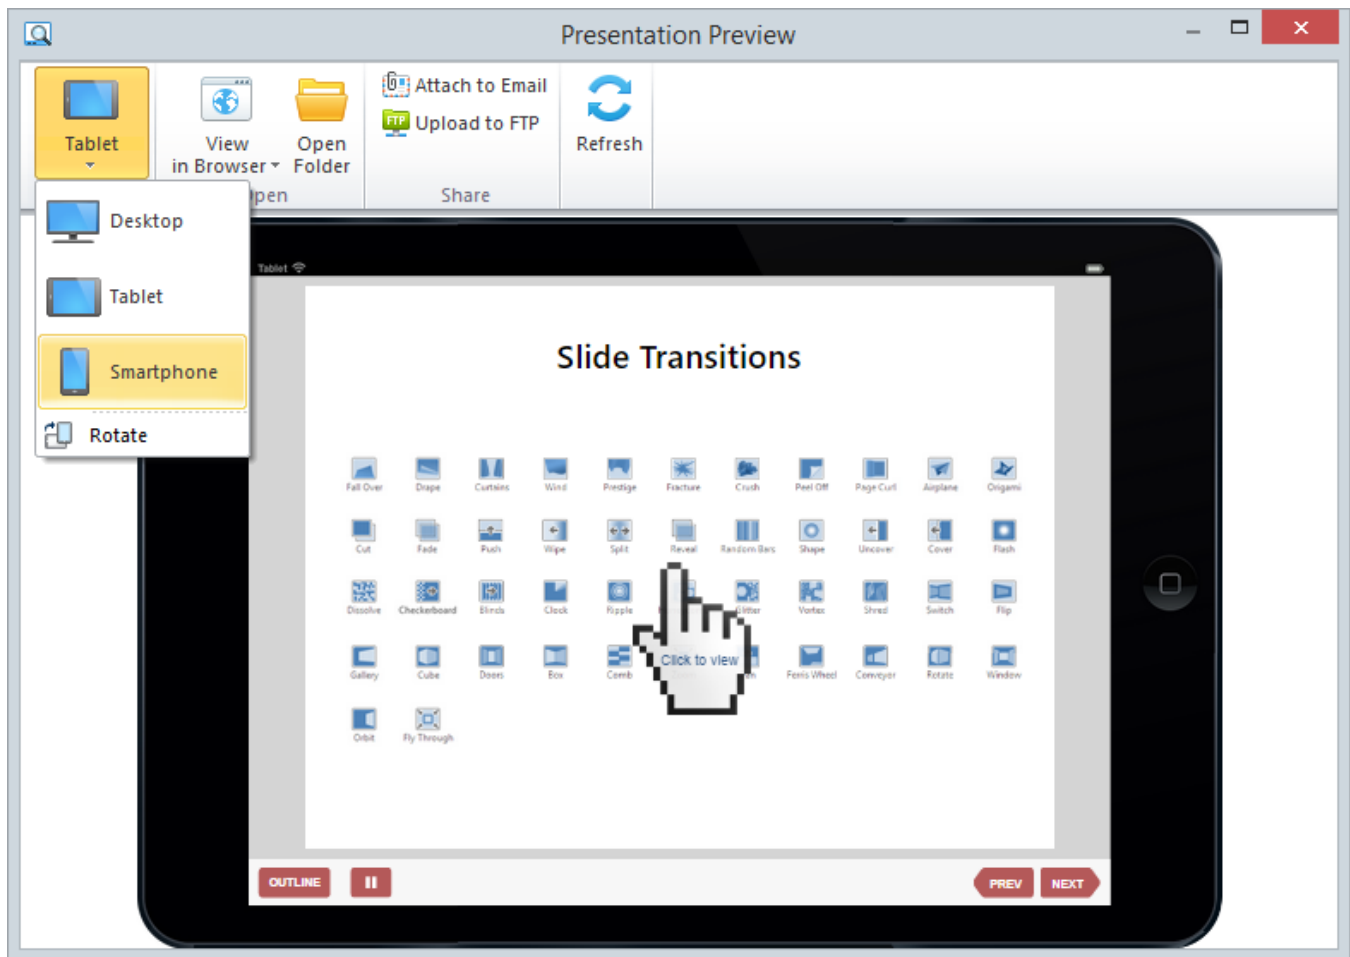 Presentation Preview
Tablet
View
in Browser
Open
Folder
Attach to Email
Upload to FTP
Refresh
Share
Desktop
Tablet
Smartphone
Rotate
Tablet
Slide Transitions
Fall Over Drape Curtains Wind Prestige Fracture Crush Peel Off Page Curl Airplane Origami
Cut Fade Push Wipe Split Reveal Random Bars Shape Uncover Cover Flash
Dissolve Checkerboard Blinds Clock Ripple Glitter Vortex Shred Switch Flip
Gallery Cube Doors Box Comb Ferris Wheel Conveyor Rotate Window
Click to view
Orbit Fly Through
OUTLINE
PREV
NEXT